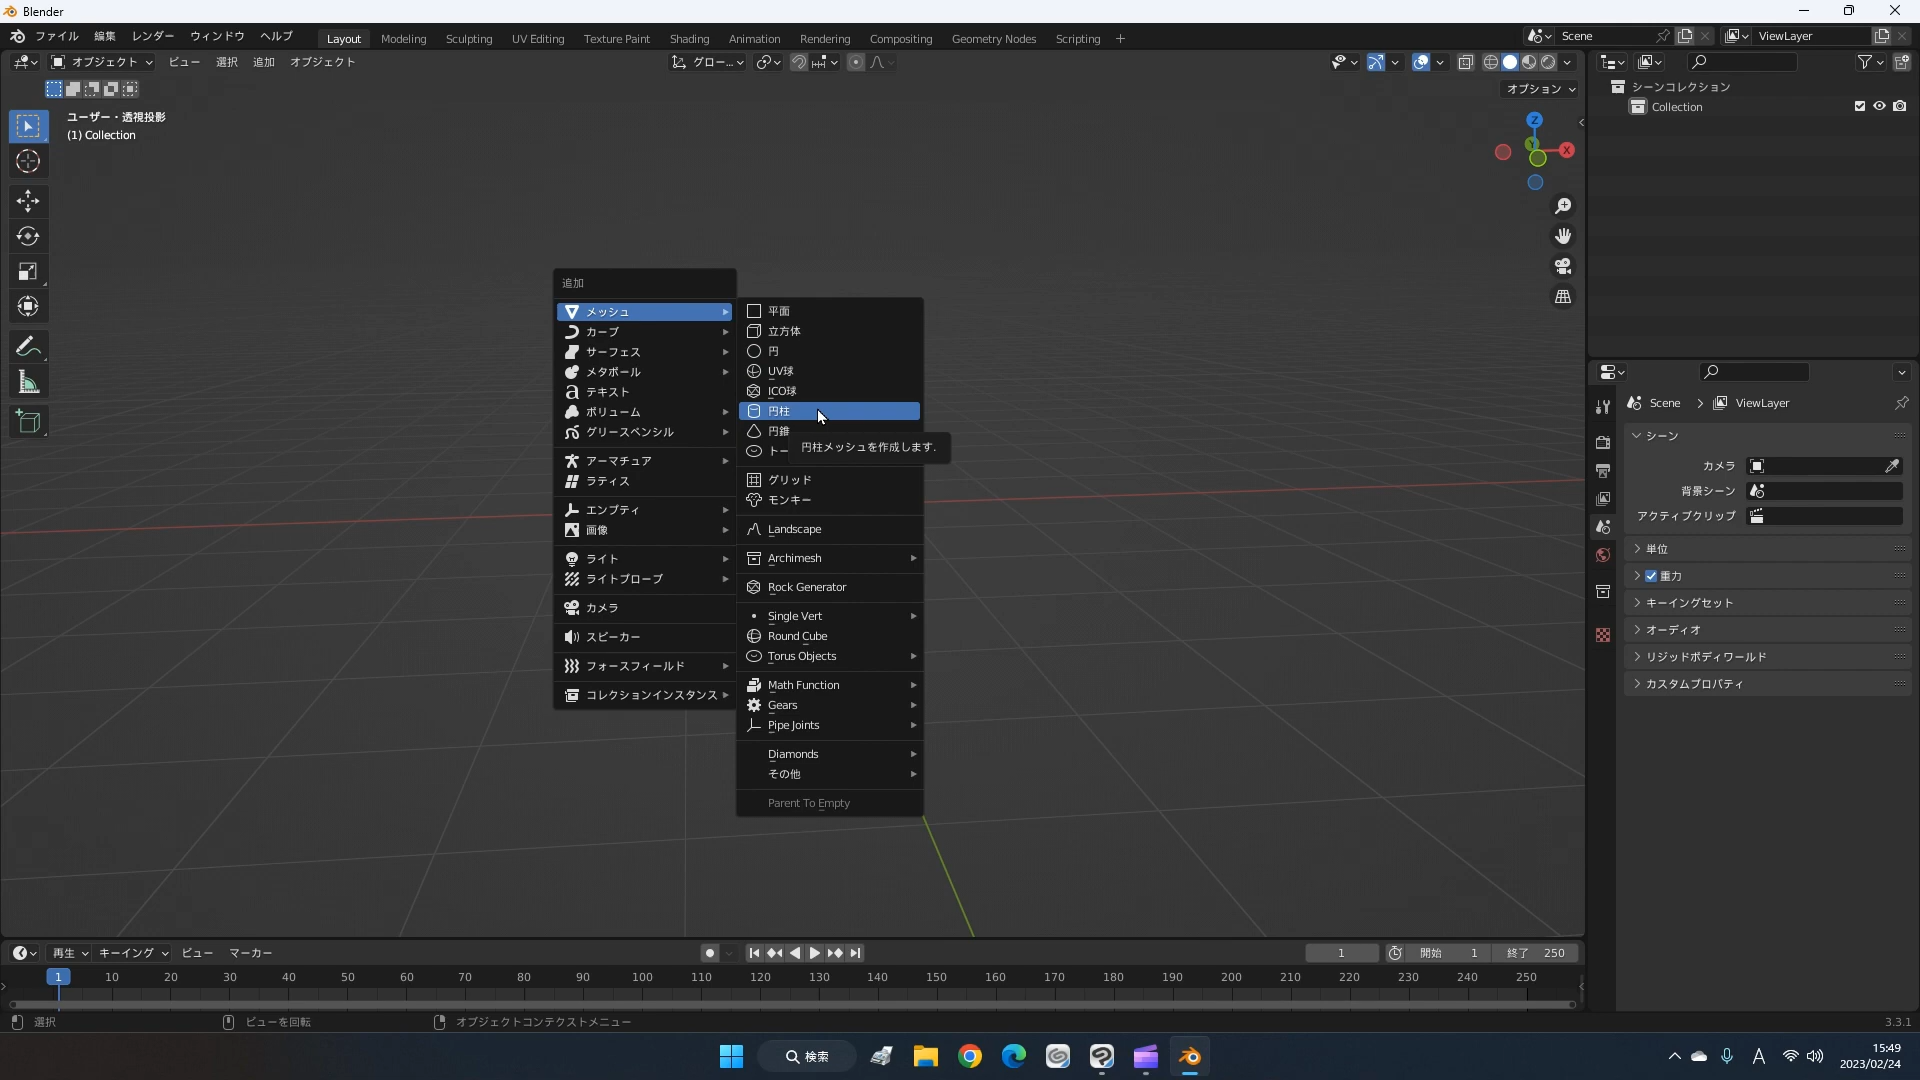 Blender
ファイル 編集 レンダー ウィンドウ ヘルプ Layout Modeling Sculpting UV Editing Texture Paint Shading Animation Rendering Compositing Geometry Nodes Scripting + Scene ViewLayer
オブジェクト ビュー 選択 追加 オブジェクト グロー...
オプション
ユーザー・透視投影
(1) Collection
Z
Y
X
シーンコレクション
Collection
追加
メッシュ
カーブ
サーフェス
メタボール
テキスト
ボリューム
グリースペンシル
アーマチュア
ラティス
エンプティ
画像
ライト
ライトプローブ
カメラ
スピーカー
フォースフィールド
コレクションインスタンス
平面
立方体
円
UV球
ICO球
円柱
円錐
トー
円柱メッシュを作成します.
グリッド
モンキー
Landscape
Archimesh
Rock Generator
Single Vert
Round Cube
Torus Objects
Math Function
Gears
Pipe Joints
Diamonds
その他
Parent To Empty
Scene ViewLayer
シーン
カメラ
背景シーン
アクティブクリップ
単位
重力
キーイングセット
オーディオ
リジッドボディワールド
カスタムプロパティ
再生 キーイング ビュー マーカー 1 開始 1 終了 250
1 10 20 30 40 50 60 70 80 90 100 110 120 130 140 150 160 170 180 190 200 210 220 230 240 250
選択 ビューを回転 オブジェクトコンテクストメニュー 3.3.1
検索 A 15:49
2023/02/24